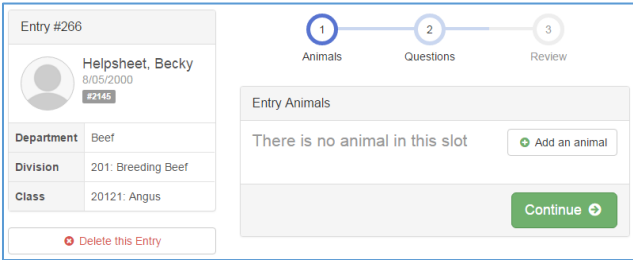 Entry #266
Helpsheet, Becky
8/05/2000
#2145
Department Beef
Division 201: Breeding Beef
Class 20121: Angus
Delete this Entry
1 2 3
Animals Questions Review
Entry Animals
There is no animal in this slot Add an animal
Continue